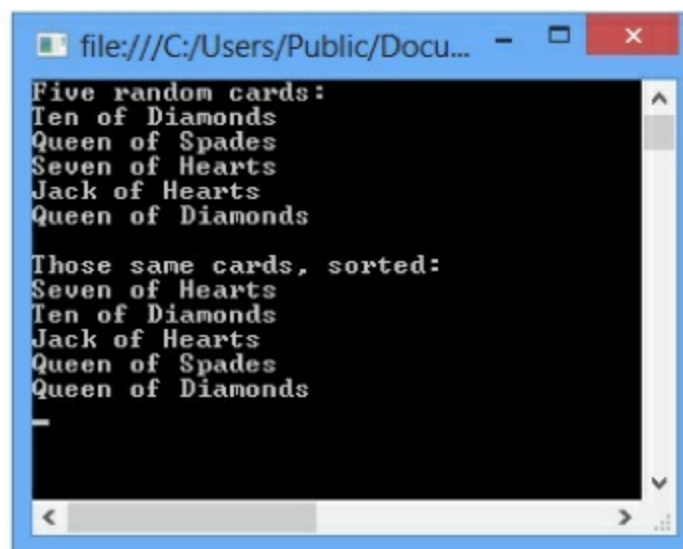 file:///C:/Users/Public/Docu...
Five random cards:
Ten of Diamonds
Queen of Spades
Seven of Hearts
Jack of Hearts
Queen of Diamonds
Those same cards, sorted:
Seven of Hearts
Ten of Diamonds
Jack of Hearts
Queen of Spades
Queen of Diamonds